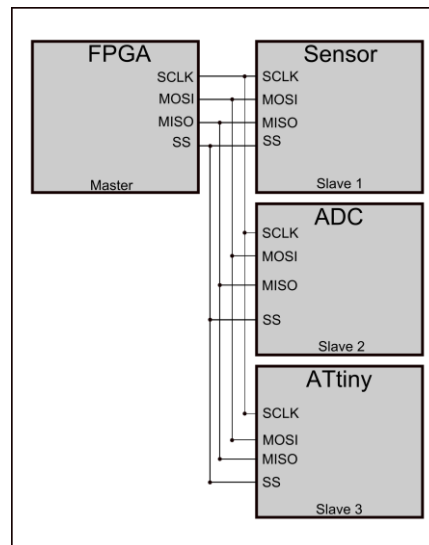 FPGA
SCLK
MOSI
MISO
SS
Master
Sensor
SCLK
MOSI
MISO
SS
Slave 1
ADC
SCLK
MOSI
MISO
SS
Slave 2
ATtiny
SCLK
MOSI
MISO
SS
Slave 3